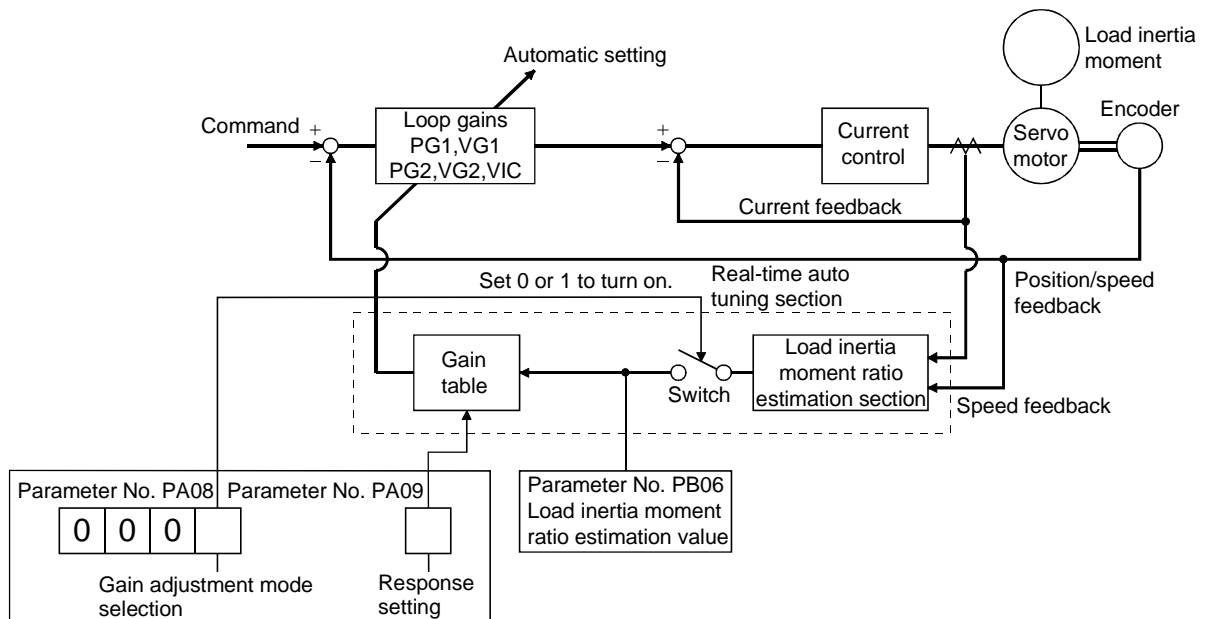 Load inertia
moment
Automatic setting
Encoder
Command
+
−
Loop gains
PG1,VG1
PG2,VG2,VIC
+
−
Current
control
Servo
motor
Current feedback
Set 0 or 1 to turn on.
Real-time auto
tuning section
Position/speed
feedback
Gain
table
Switch
Load inertia
moment ratio
estimation section
Speed feedback
Parameter No. PA08
Parameter No. PA09
0 0 0
Gain adjustment mode
selection
Response
setting
Parameter No. PB06
Load inertia moment
ratio estimation value